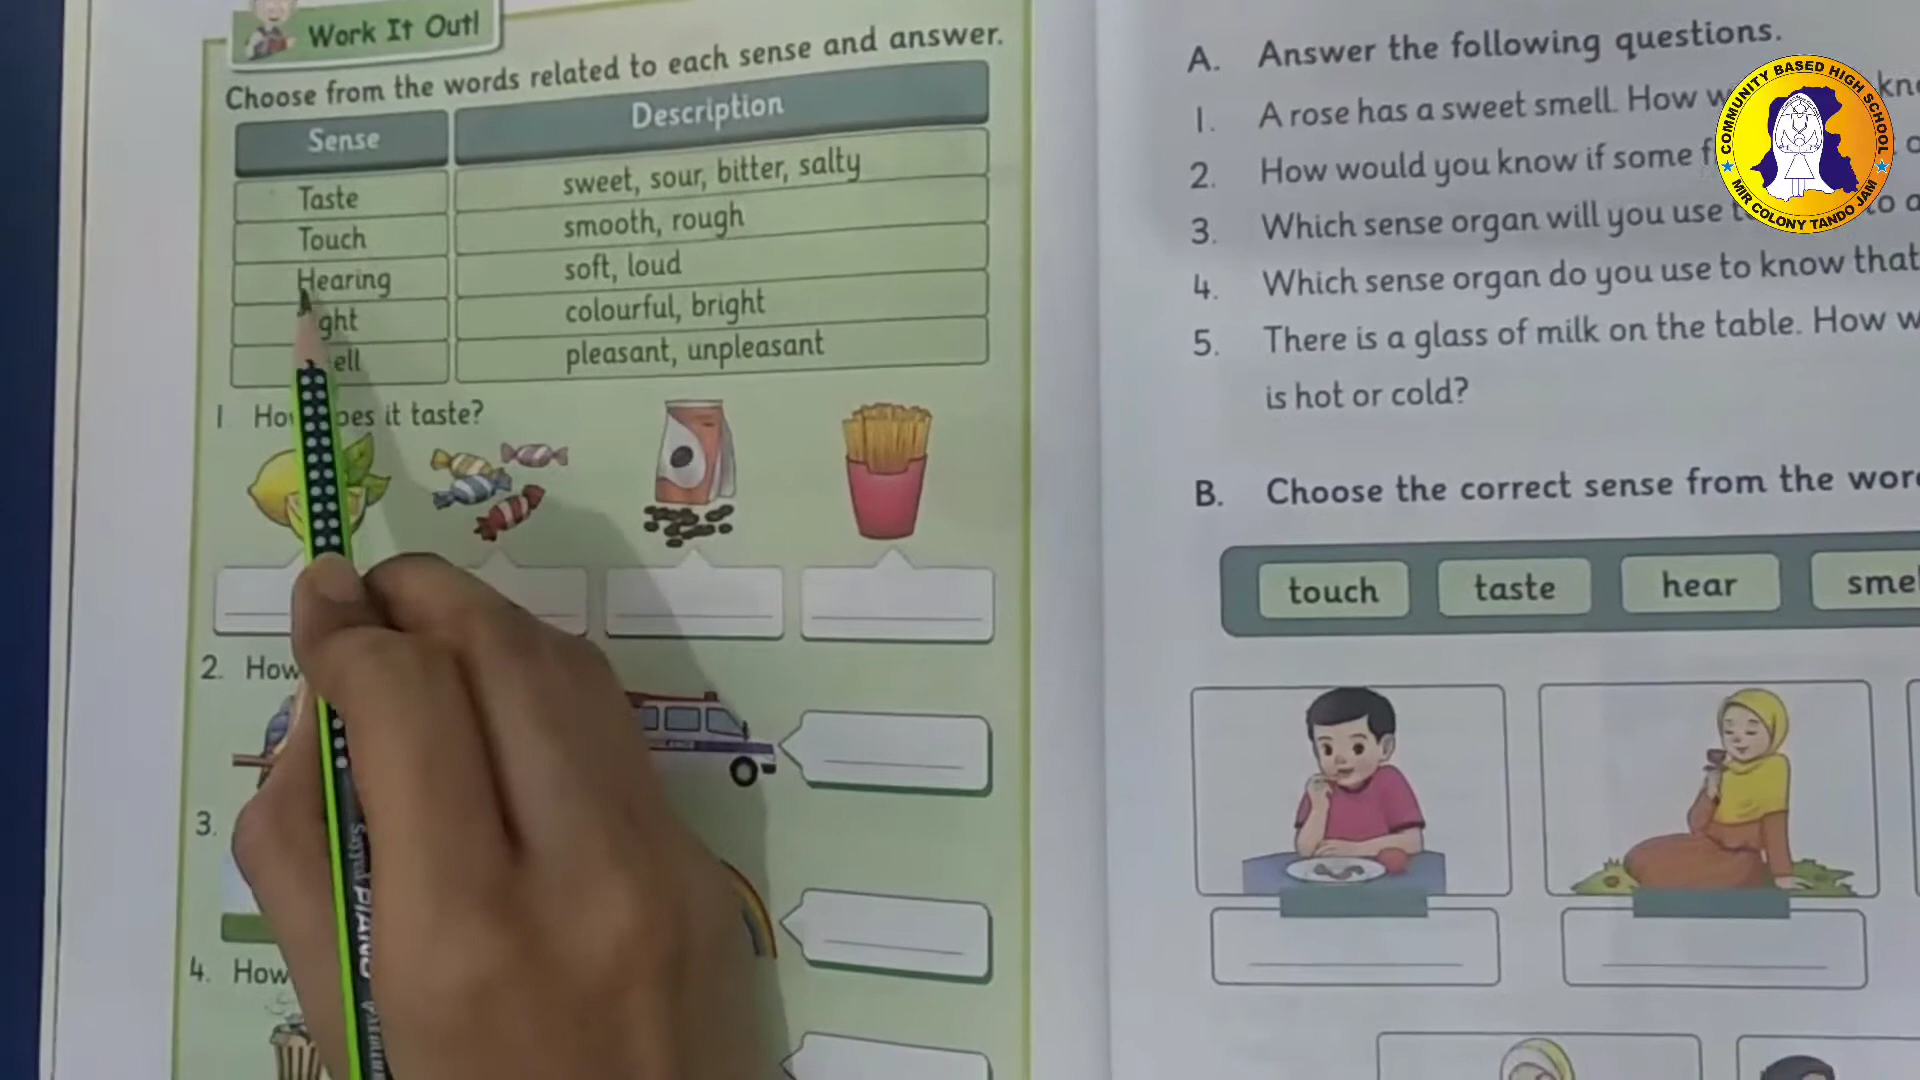 Work It Out!
Choose from the words related to each sense and answer.
Sense
Description
Taste
sweet, sour, bitter, salty
Touch
smooth, rough
Hearing
soft, loud
ght
colourful, bright
ell
pleasant, unpleasant
1 How does it taste?
2. How
3.
4. How
A. Answer the following questions.
1. A rose has a sweet smell. How w
2. How would you know if some f
3. Which sense organ will you use to a
4. Which sense organ do you use to know that
5. There is a glass of milk on the table. How w
is hot or cold?
B. Choose the correct sense from the wor
touch
taste
hear
smel
COMMUNITY BASED HIGH SCHOOL
MIR COLONY TANDO JAM
PIANO